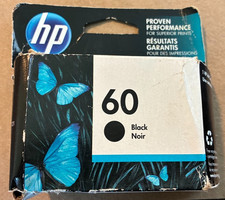 hp
PROVEN
PERFORMANCE
FOR SUPERIOR PRINTS
RÉSULTATS
GARANTIS
POUR DES IMPRESSIONS
60
Black
Noir